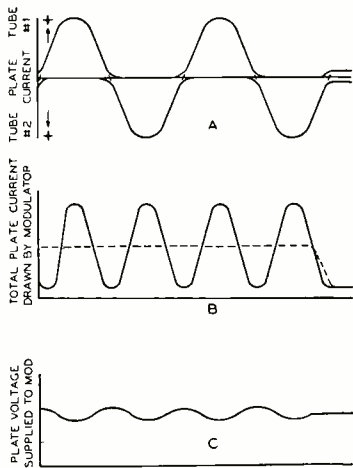 TUBE PLATE TUBE
#2 CURRENT #1
+
+
A
TOTAL PLATE CURRENT
DRAWN BY MODULATOR
B
PLATE VOLTAGE
SUPPLIED TO MOD
C